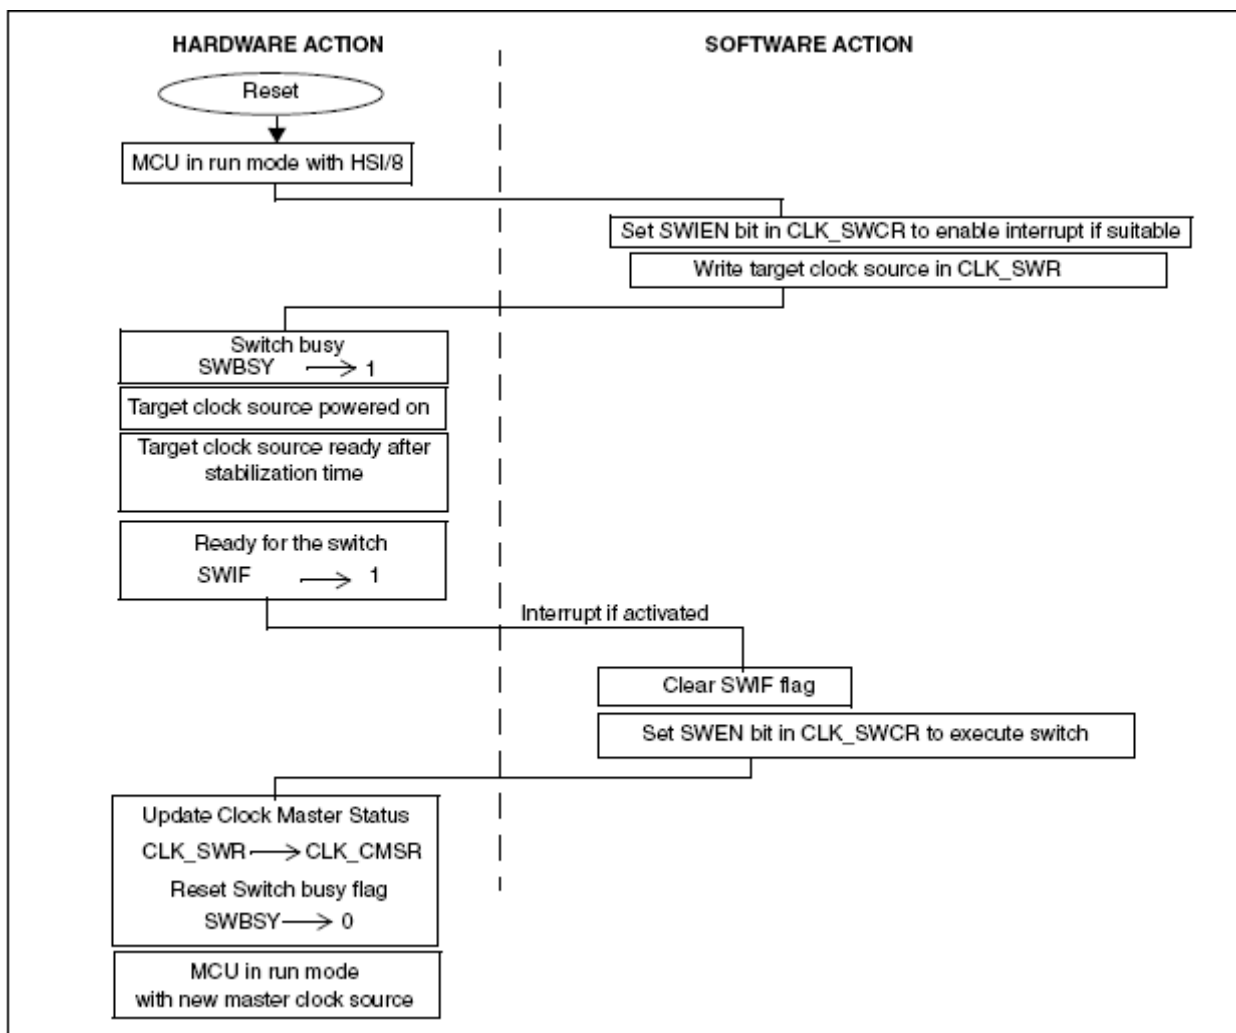 HARDWARE ACTION
SOFTWARE ACTION
Reset
MCU in run mode with HSI/8
Set SWIEN bit in CLK_SWCR to enable interrupt if suitable
Write target clock source in CLK_SWR
Switch busy
SWBSY → 1
Target clock source powered on
Target clock source ready after
stabilization time
Ready for the switch
SWIF → 1
Interrupt if activated
Clear SWIF flag
Set SWEN bit in CLK_SWCR to execute switch
Update Clock Master Status
CLK_SWR → CLK_CMSR
Reset Switch busy flag
SWBSY → 0
MCU in run mode
with new master clock source